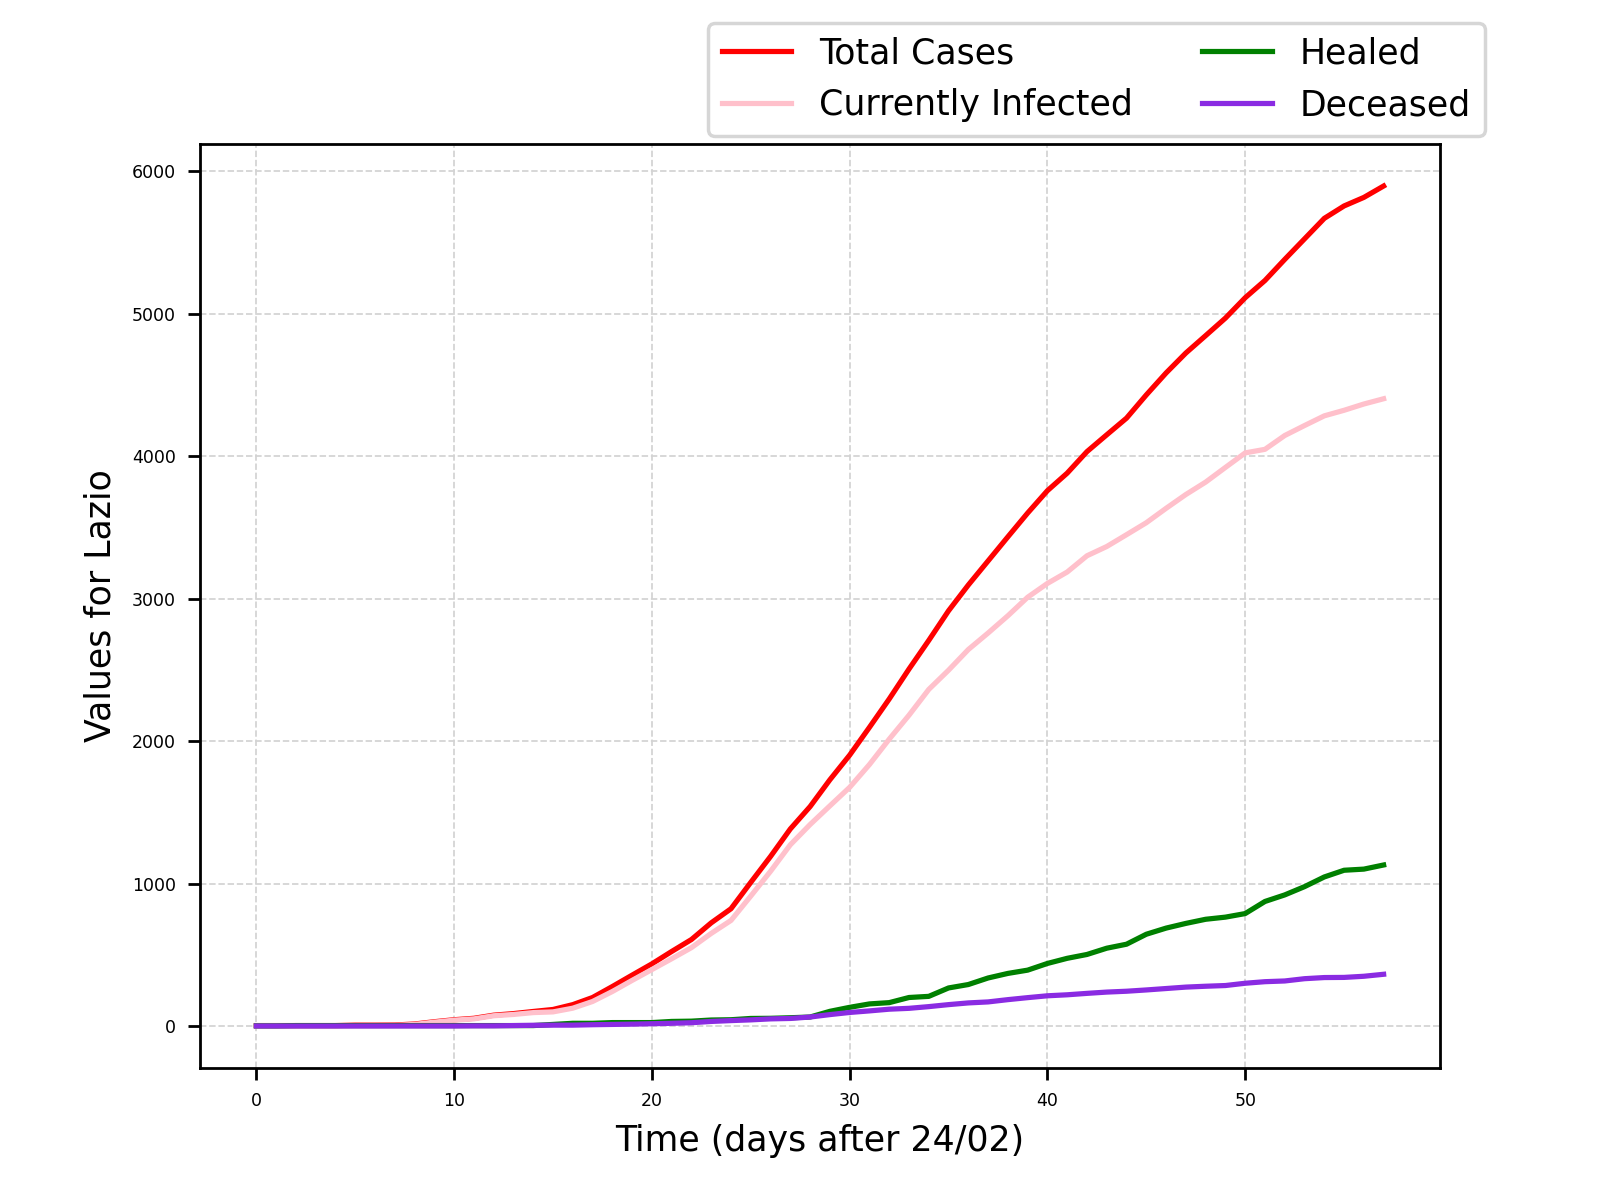 Total Cases
Currently Infected
Healed
Deceased
6000
5000
4000
3000
2000
1000
0
Values for Lazio
0 10 20 30 40 50
Time (days after 24/02)